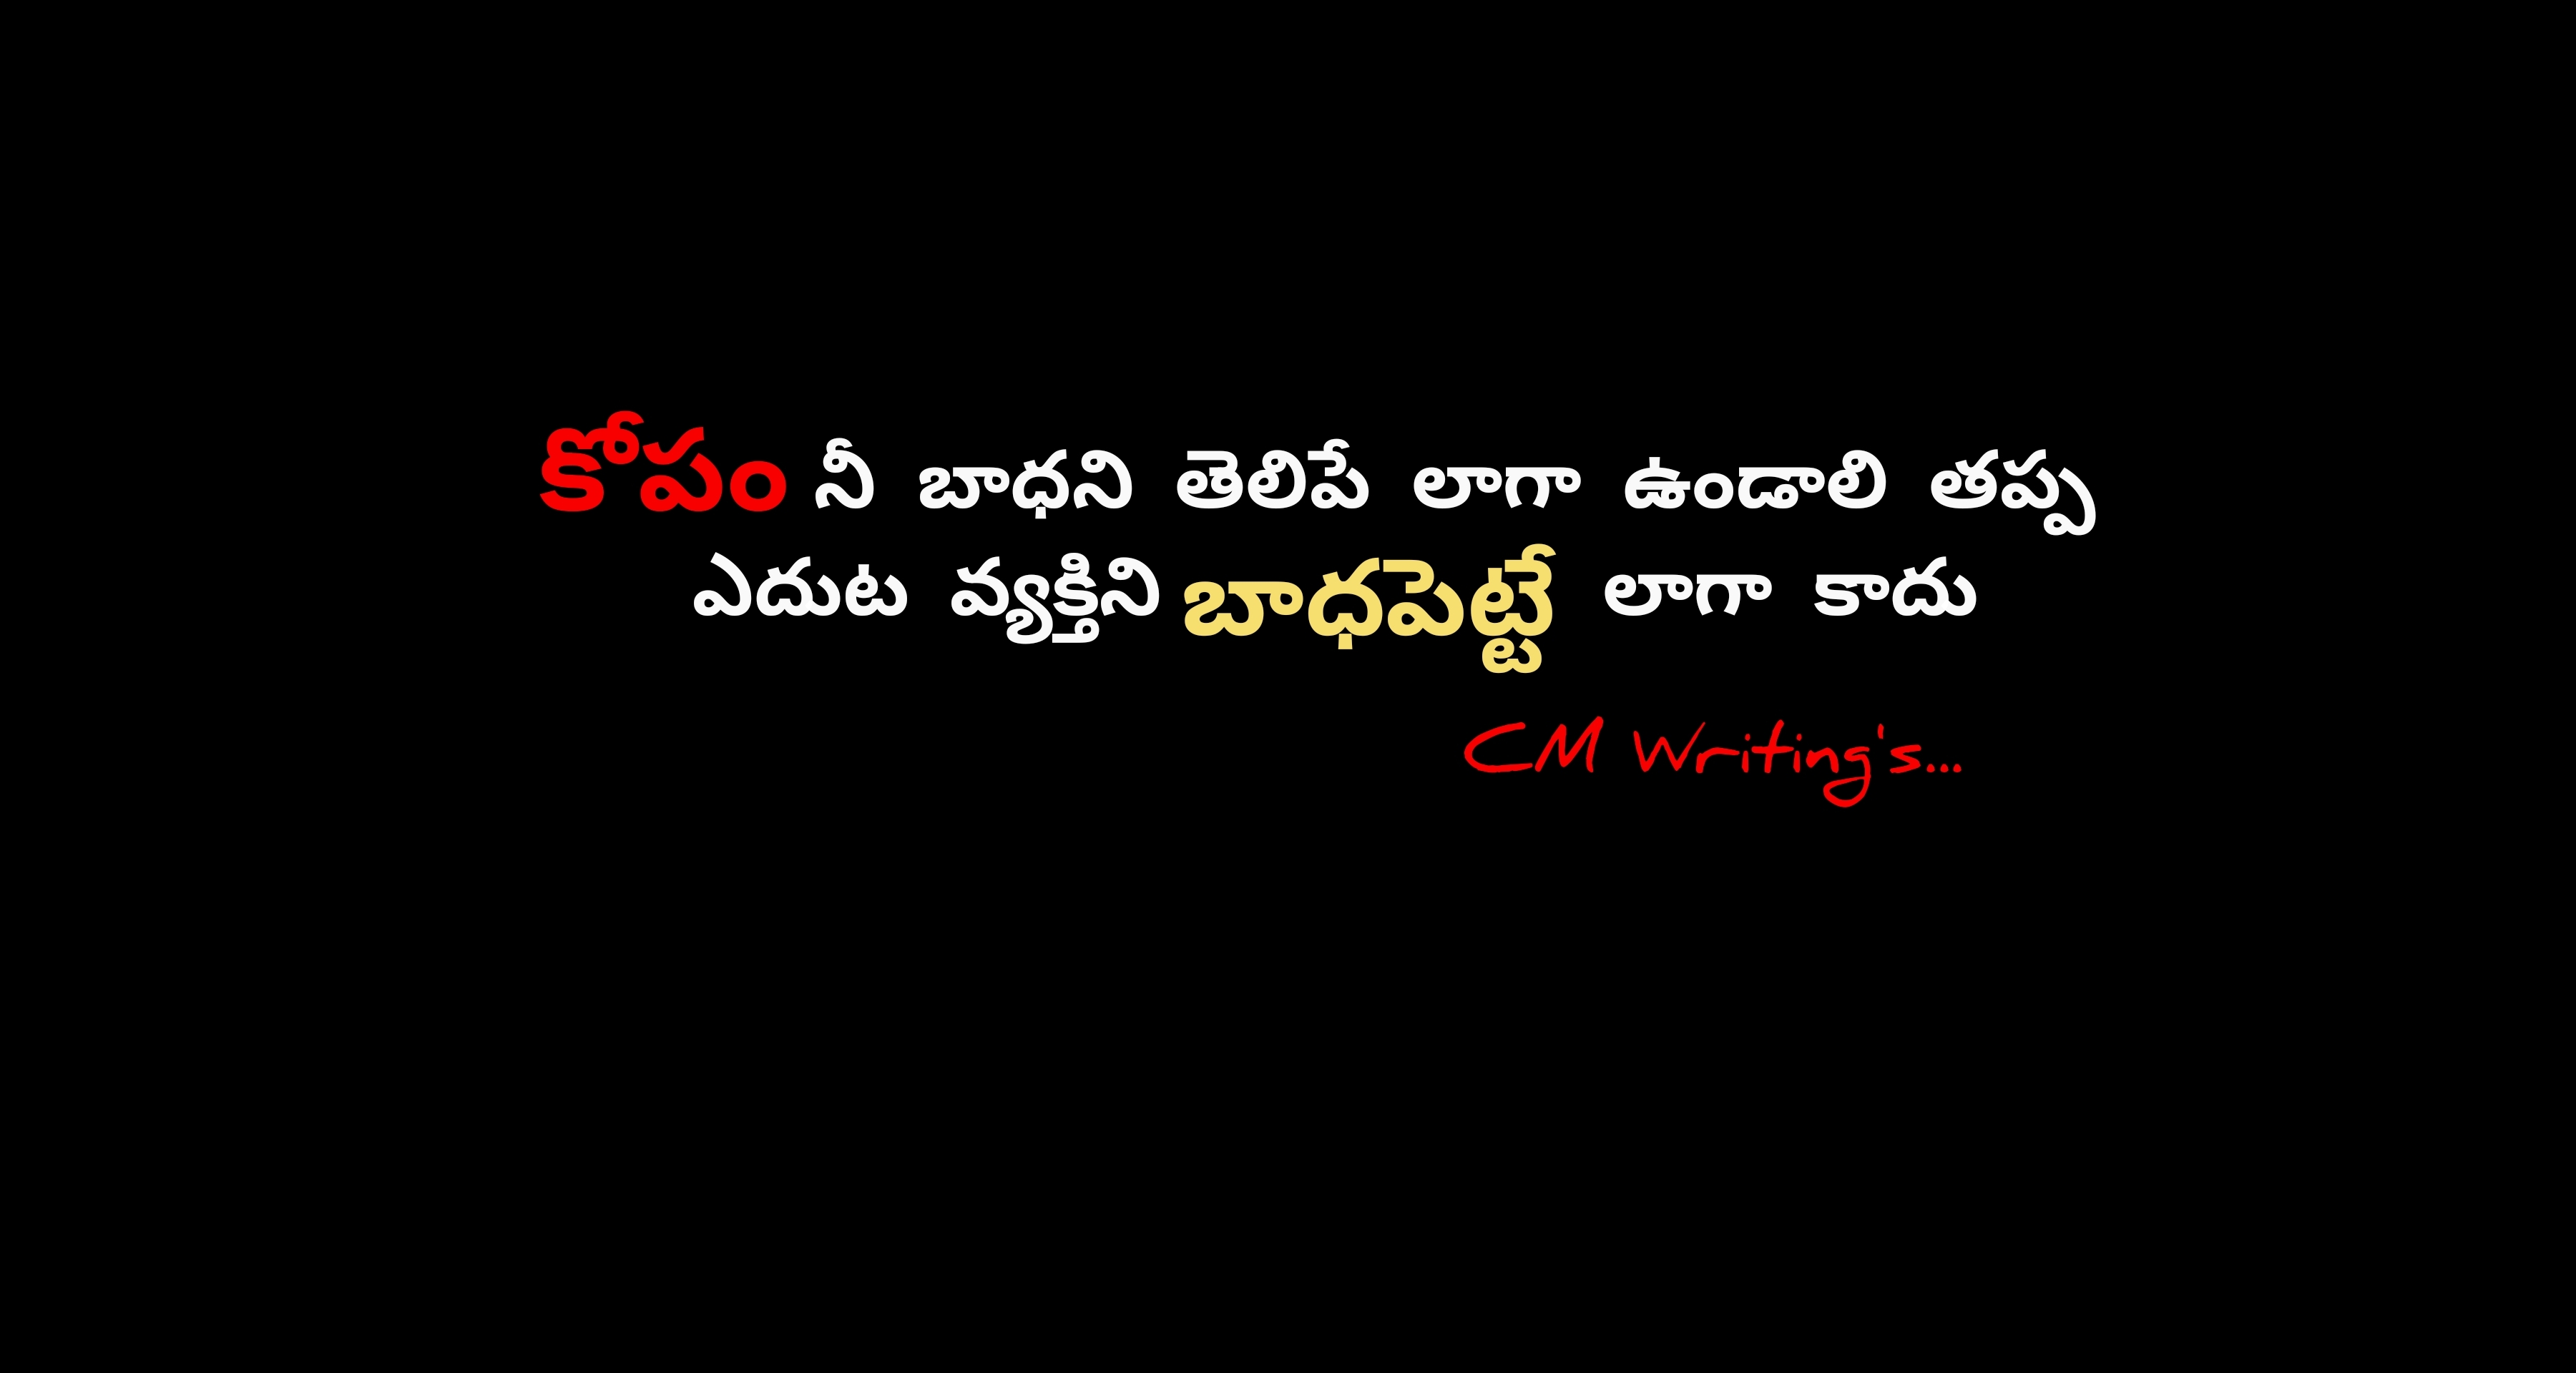 కోపం నీ బాధని తెలిపే లాగా ఉండాలి తప్ప
ఎదుట వ్యక్తిని బాధపెట్టే లాగా కాదు
CM Writing's...